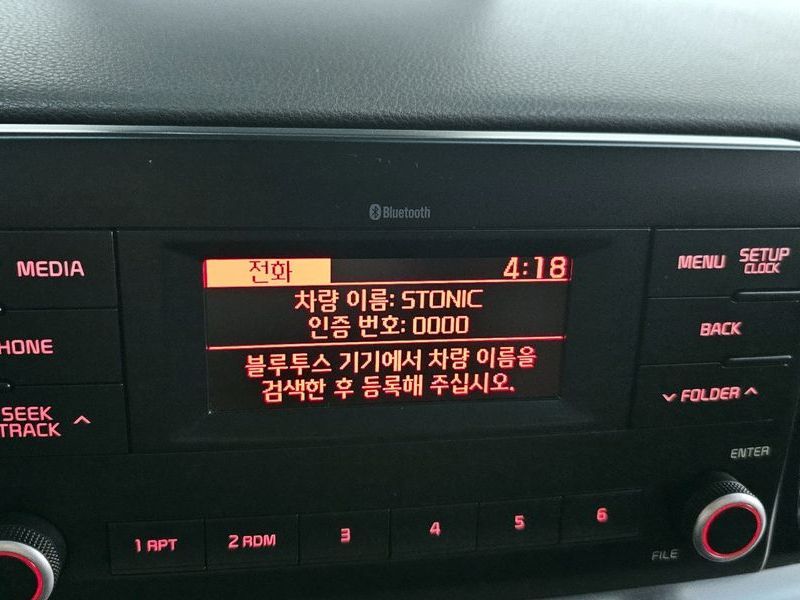 Bluetooth
MEDIA
전화 4:18
MENU SETUP
CLOCK
차량 이름: STONIC
인증 번호: 0000
HONE
BACK
블루투스 기기에서 차량 이름을
검색한 후 등록해 주십시오.
SEEK
TRACK
FOLDER
ENTER
1 RPT 2 RDM 3 4 5 6
FILE